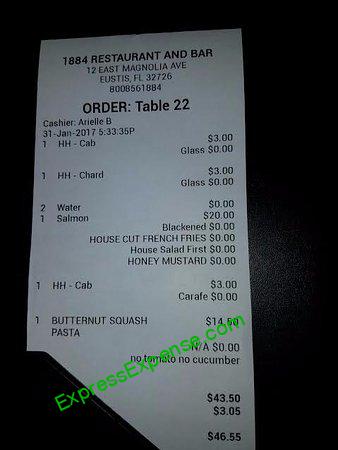 1884 RESTAURANT AND BAR
12 EAST MAGNOLIA AVE
EUSTIS, FL 32726
8008561884
ORDER: Table 22
Cashier: Arielle B
31-Jan-2017 5:33:35P
1 HH - Cab $3.00
Glass $0.00
1 HH - Chard $3.00
Glass $0.00
2 Water $0.00
1 Salmon $20.00
Blackened $0.00
HOUSE CUT FRENCH FRIES $0.00
House Salad First $0.00
HONEY MUSTARD $0.00
1 HH - Cab $3.00
Carafe $0.00
1 BUTTERNUT SQUASH $14.50
PASTA
N/A $0.00
no tomato no cucumber
$43.50
$3.05
$46.55
ExpressExpense.com